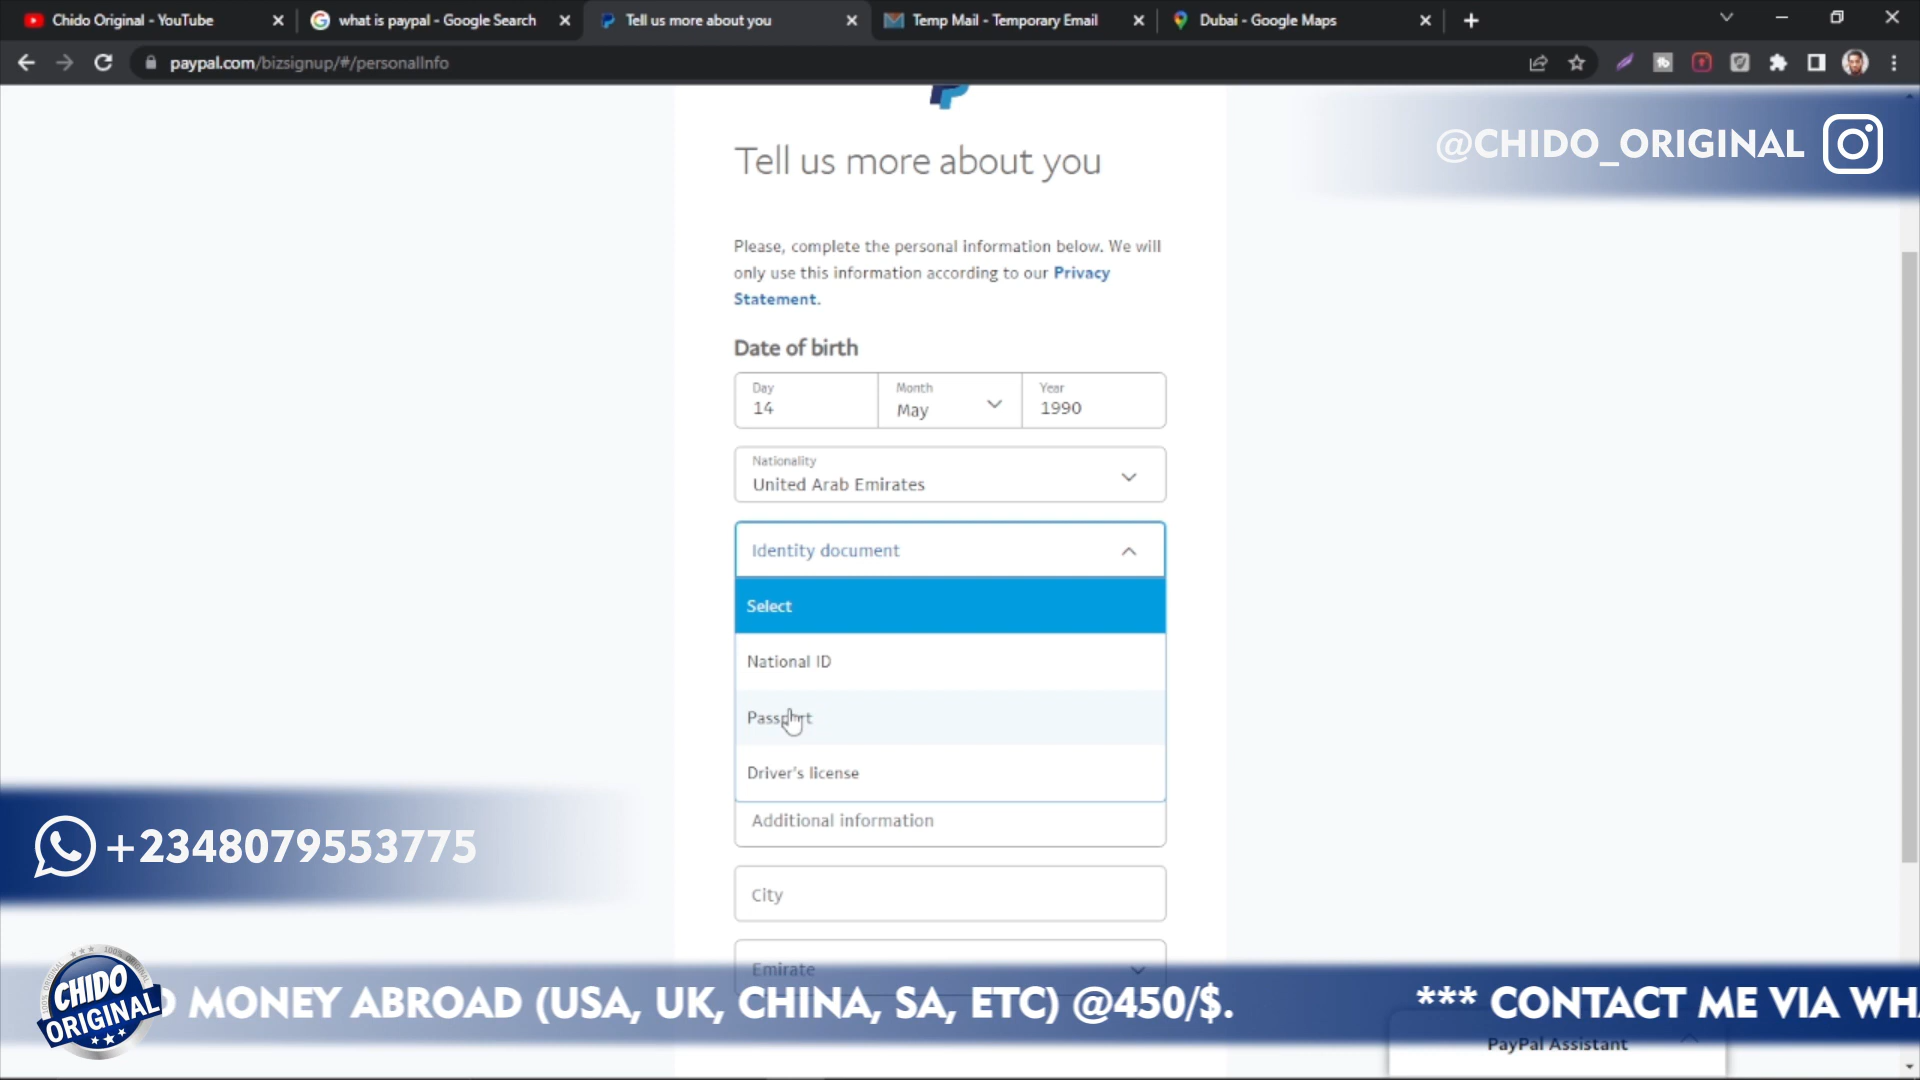 Chido Original - YouTube
what is paypal - Google Search
Tell us more about you
Temp Mail - Temporary Email
Dubai - Google Maps
paypal.com/bizsignup/#/personalInfo
@CHIDO_ORIGINAL
Tell us more about you
Please, complete the personal information below. We will
only use this information according to our Privacy
Statement.
Date of birth
Day
14
Month
May
Year
1990
Nationality
United Arab Emirates
Identity document
Select
National ID
Passport
Driver's license
Additional information
City
Emirate
+2348079553775
CHIDO
ORIGINAL
MONEY ABROAD (USA, UK, CHINA, SA, ETC) @450/$. *** CONTACT ME VIA WH
PayPal Assistant